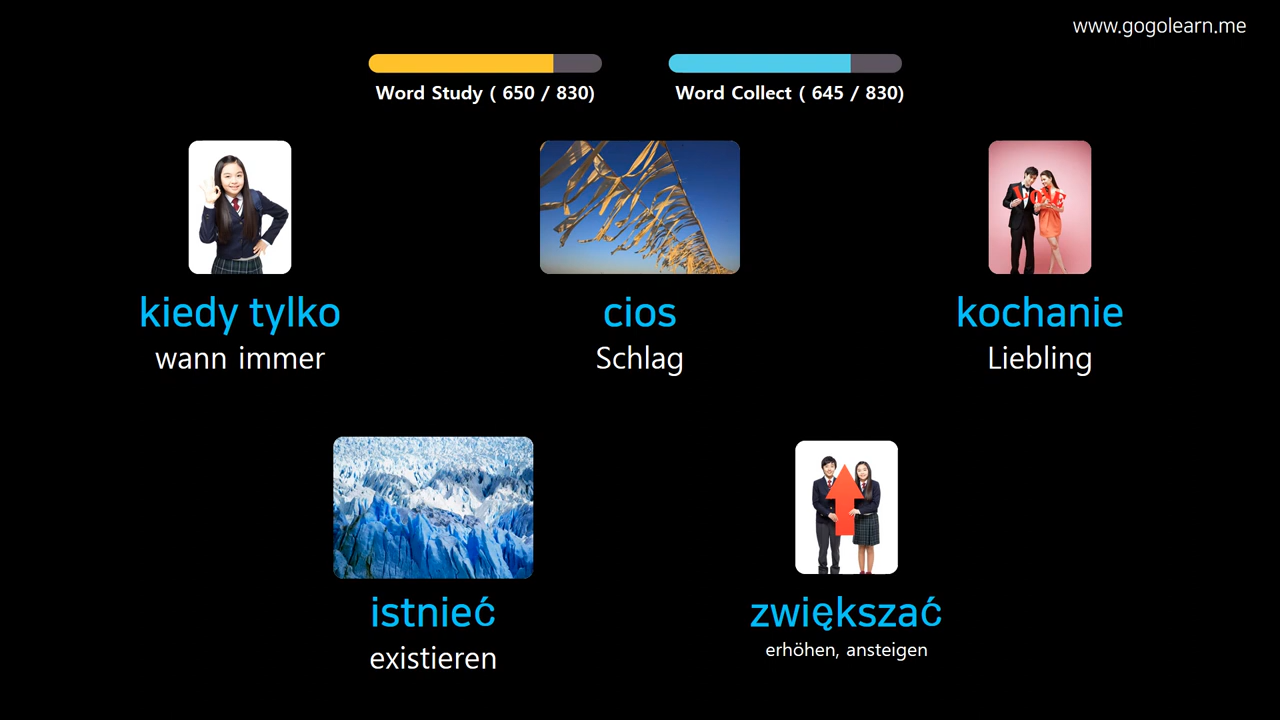 www.gogolearn.me
Word Study ( 650 / 830)
Word Collect ( 645 / 830)
kiedy tylko
wann immer
cios
Schlag
kochanie
Liebling
istnieć
existieren
zwiększać
erhöhen, ansteigen